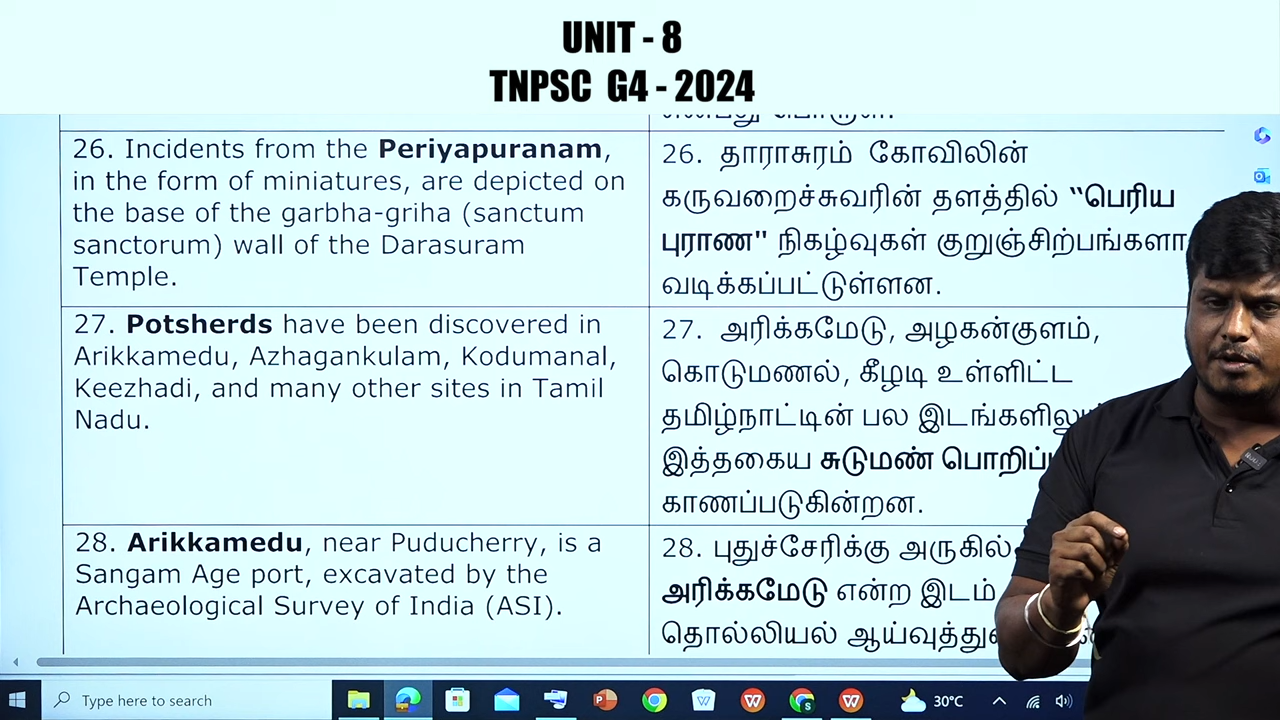 UNIT - 8
TNPSC G4 - 2024
26. Incidents from the Periyapuranam,
in the form of miniatures, are depicted on
the base of the garbha-griha (sanctum
sanctorum) wall of the Darasuram
Temple.
26. தாராசுரம் கோவிலின்
கருவறைச்சுவரின் தளத்தில் “பெரிய
புராண" நிகழ்வுகள் குறுஞ்சிற்பங்களா
வடிக்கப்பட்டுள்ளன.
27. Potsherds have been discovered in
Arikkamedu, Azhagankulam, Kodumanal,
Keezhadi, and many other sites in Tamil
Nadu.
27. அரிக்கமேடு, அழகன்குளம்,
கொடுமணல், கீழடி உள்ளிட்ட
தமிழ்நாட்டின் பல இடங்களிலு
இத்தகைய சுடுமண் பொறிப்
காணப்படுகின்றன.
28. Arikkamedu, near Puducherry, is a
Sangam Age port, excavated by the
Archaeological Survey of India (ASI).
28. புதுச்சேரிக்கு அருகில்
அரிக்கமேடு என்ற இடம்
தொல்லியல்
Type here to search
30°C